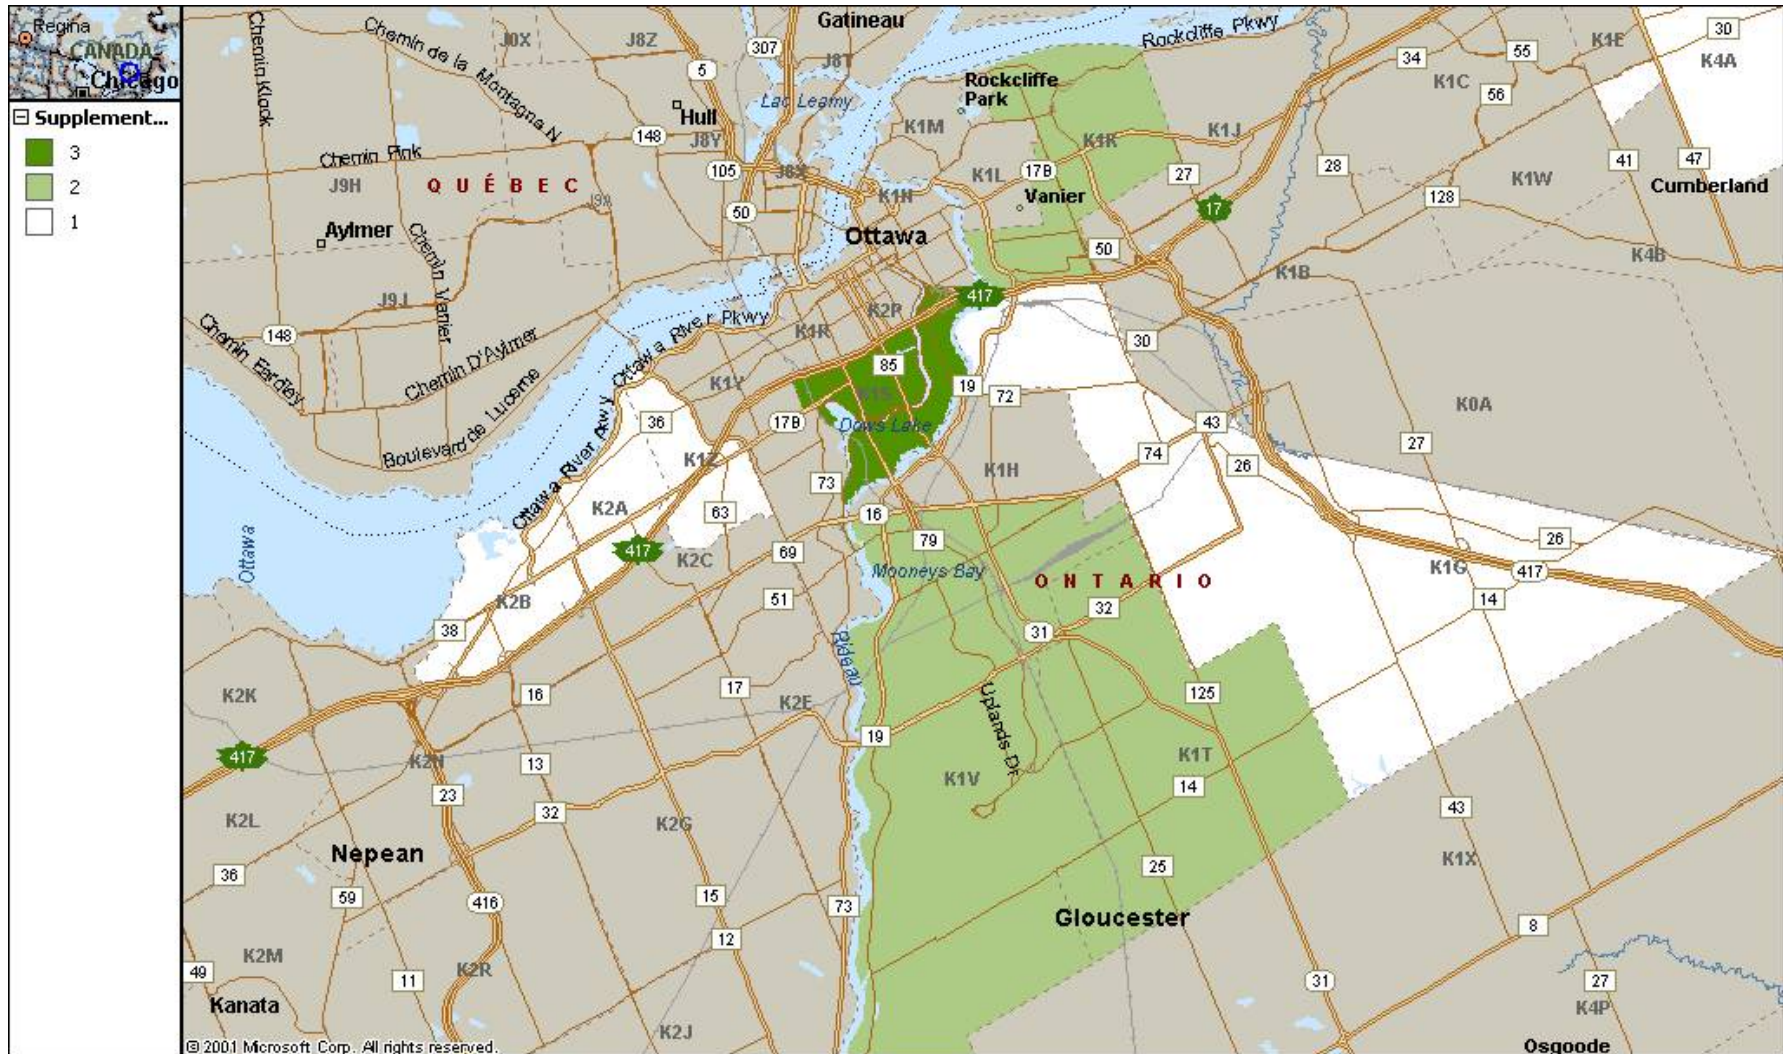 Regina
CANADA
Chicago
Supplement...
3
2
1
Gatineau
Rockcliffe Pkwy
30
K1E
K4A
Chemin Klock
Chemin de la Montagne N
J0X
J8Z
307
J8T
5
34
55
K1C
56
Rockcliffe
Park
Lac Leamy
Hull
J8Y
148
K1M
K1K
K1J
Chemin Pink
105
J8X
K1L
17B
27
28
41
47
K1W
Cumberland
J9H
QUÉBEC
J9A
K1N
Vanier
128
50
17
Aylmer
Chemin Vanier
Ottawa
50
K4B
K1B
J9J
417
K2P
Ottawa River Pkwy
K1R
148
Chemin Eardley
Chemin D'Aylmer
30
85
K1Y
K1S
19
72
K0A
Boulevard de Lucerne
Ottawa River Pkwy
36
17B
Dows Lake
43
27
K1Z
74
26
K1H
73
K2A
63
16
Ottawa
417
K2C
69
79
26
Mooneys Bay
ONTARIO
K1G
417
51
32
14
K2B
38
31
Rideau
K2K
16
17
K2E
Uplands Dr
125
417
19
K2H
13
K1V
K1T
14
23
32
43
K2L
K2G
Nepean
K1X
36
25
59
416
15
73
Gloucester
8
12
K2M
K2R
49
11
31
27
Kanata
K4P
K2J
© 2001 Microsoft Corp. All rights reserved.
Osgoode